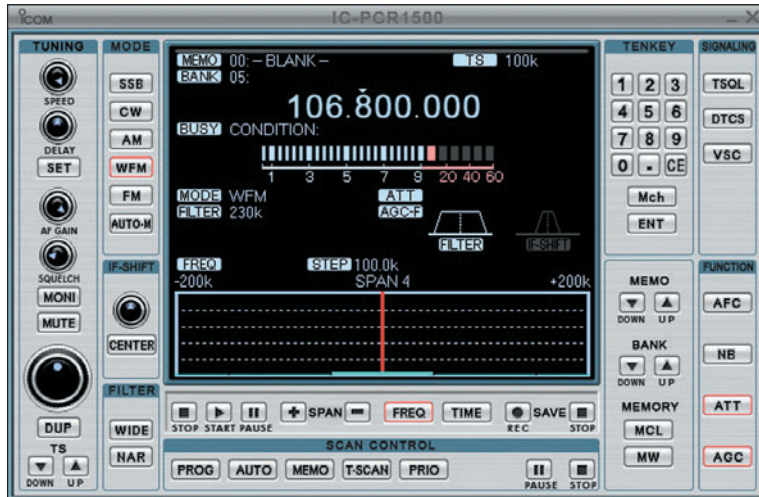 ICOM IC-PCR1500
TUNING
SPEED
DELAY
SET
AF GAIN
SQUELCH
MONI
MUTE
DUP
TS
DOWN UP
MODE
SSB
CW
AM
WFM
FM
AUTO-M
IF-SHIFT
CENTER
FILTER
WIDE
NAR
MEMO 00: – BLANK – TS 100k
BANK 05:
106.800.000
BUSY CONDITION:
1 3 5 7 9 20 40 60
MODE WFM ATT
FILTER 230k AGC-F
FILTER IF-SHIFT
FREQ STEP 100.0k
-200k SPAN 4 +200k
STOP START PAUSE + SPAN − FREQ TIME REC SAVE STOP
SCAN CONTROL
PROG AUTO MEMO T-SCAN PRIO PAUSE STOP
TENKEY
1 2 3
4 5 6
7 8 9
0 . CE
Mch
ENT
MEMO
DOWN UP
BANK
DOWN UP
MEMORY
MCL
MW
SIGNALING
TSQL
DTCS
VSC
FUNCTION
AFC
NB
ATT
AGC